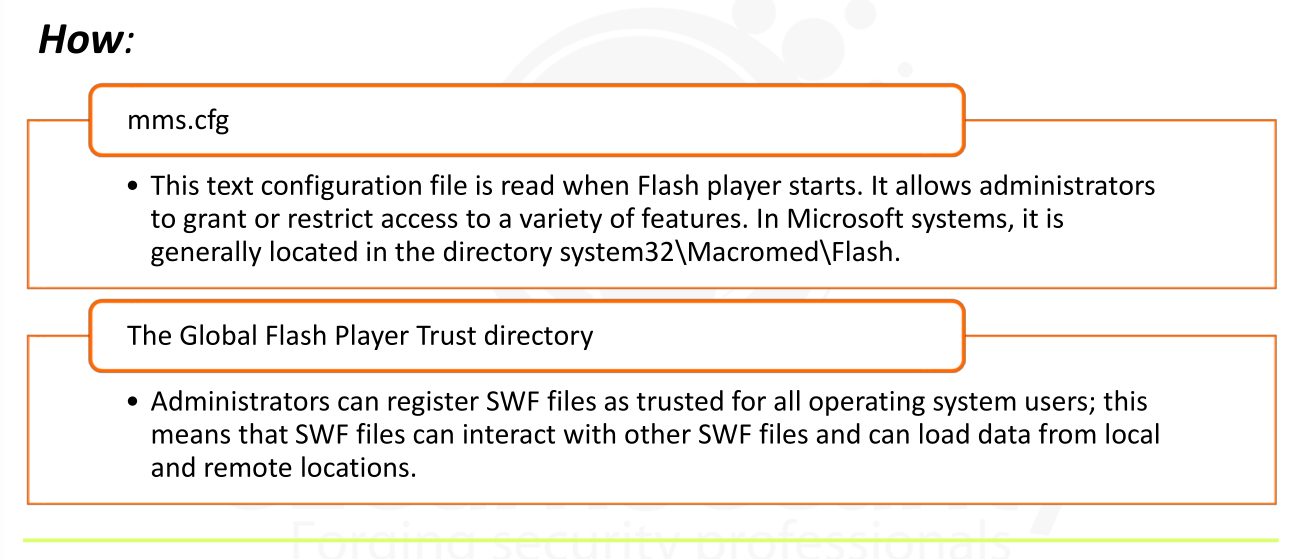 How:
mms.cfg
• This text configuration file is read when Flash player starts. It allows administrators
to grant or restrict access to a variety of features. In Microsoft systems, it is
generally located in the directory system32\Macromed\Flash.
The Global Flash Player Trust directory
• Administrators can register SWF files as trusted for all operating system users; this
means that SWF files can interact with other SWF files and can load data from local
and remote locations.
Forging security professionals